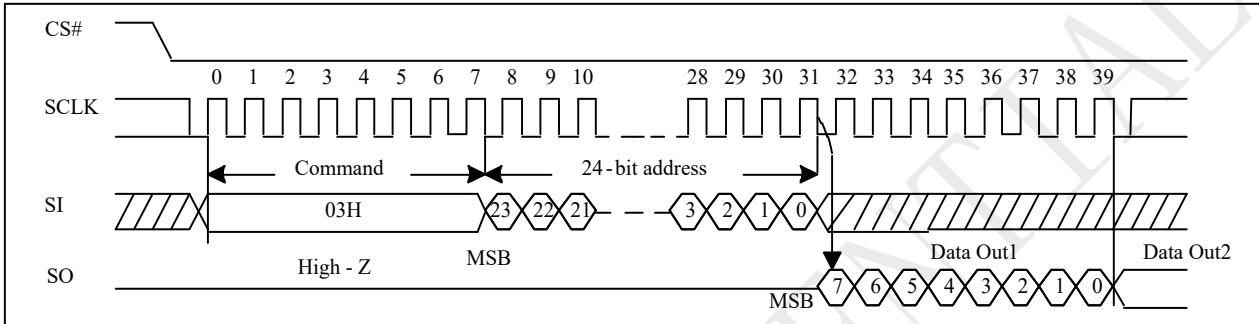 CS#
0 1 2 3 4 5 6 7 8 9 10 28 29 30 31 32 33 34 35 36 37 38 39
SCLK
Command 24-bit address
SI 03H 23 22 21 3 2 1 0
MSB
High - Z Data Out1 Data Out2
SO 7 6 5 4 3 2 1 0
MSB
ENTIAL